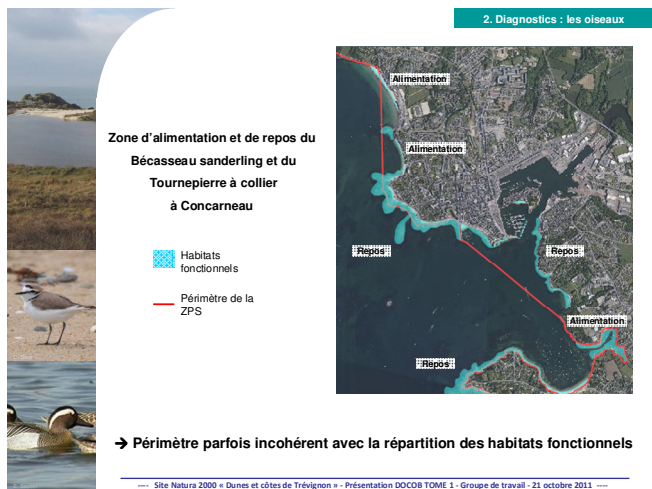 2. Diagnostics : les oiseaux
Zone d'alimentation et de repos du
Bécasseau sanderling et du
Tournepierre à collier
à Concarneau
Habitats
fonctionnels
Périmètre de la
ZPS
Alimentation
Alimentation
Repos
Repos
Alimentation
Repos
➔ Périmètre parfois incohérent avec la répartition des habitats fonctionnels
---- Site Natura 2000 « Dunes et côtes de Trévignon » - Présentation DOCOB TOME 1 - Groupe de travail - 21 octobre 2011 ----